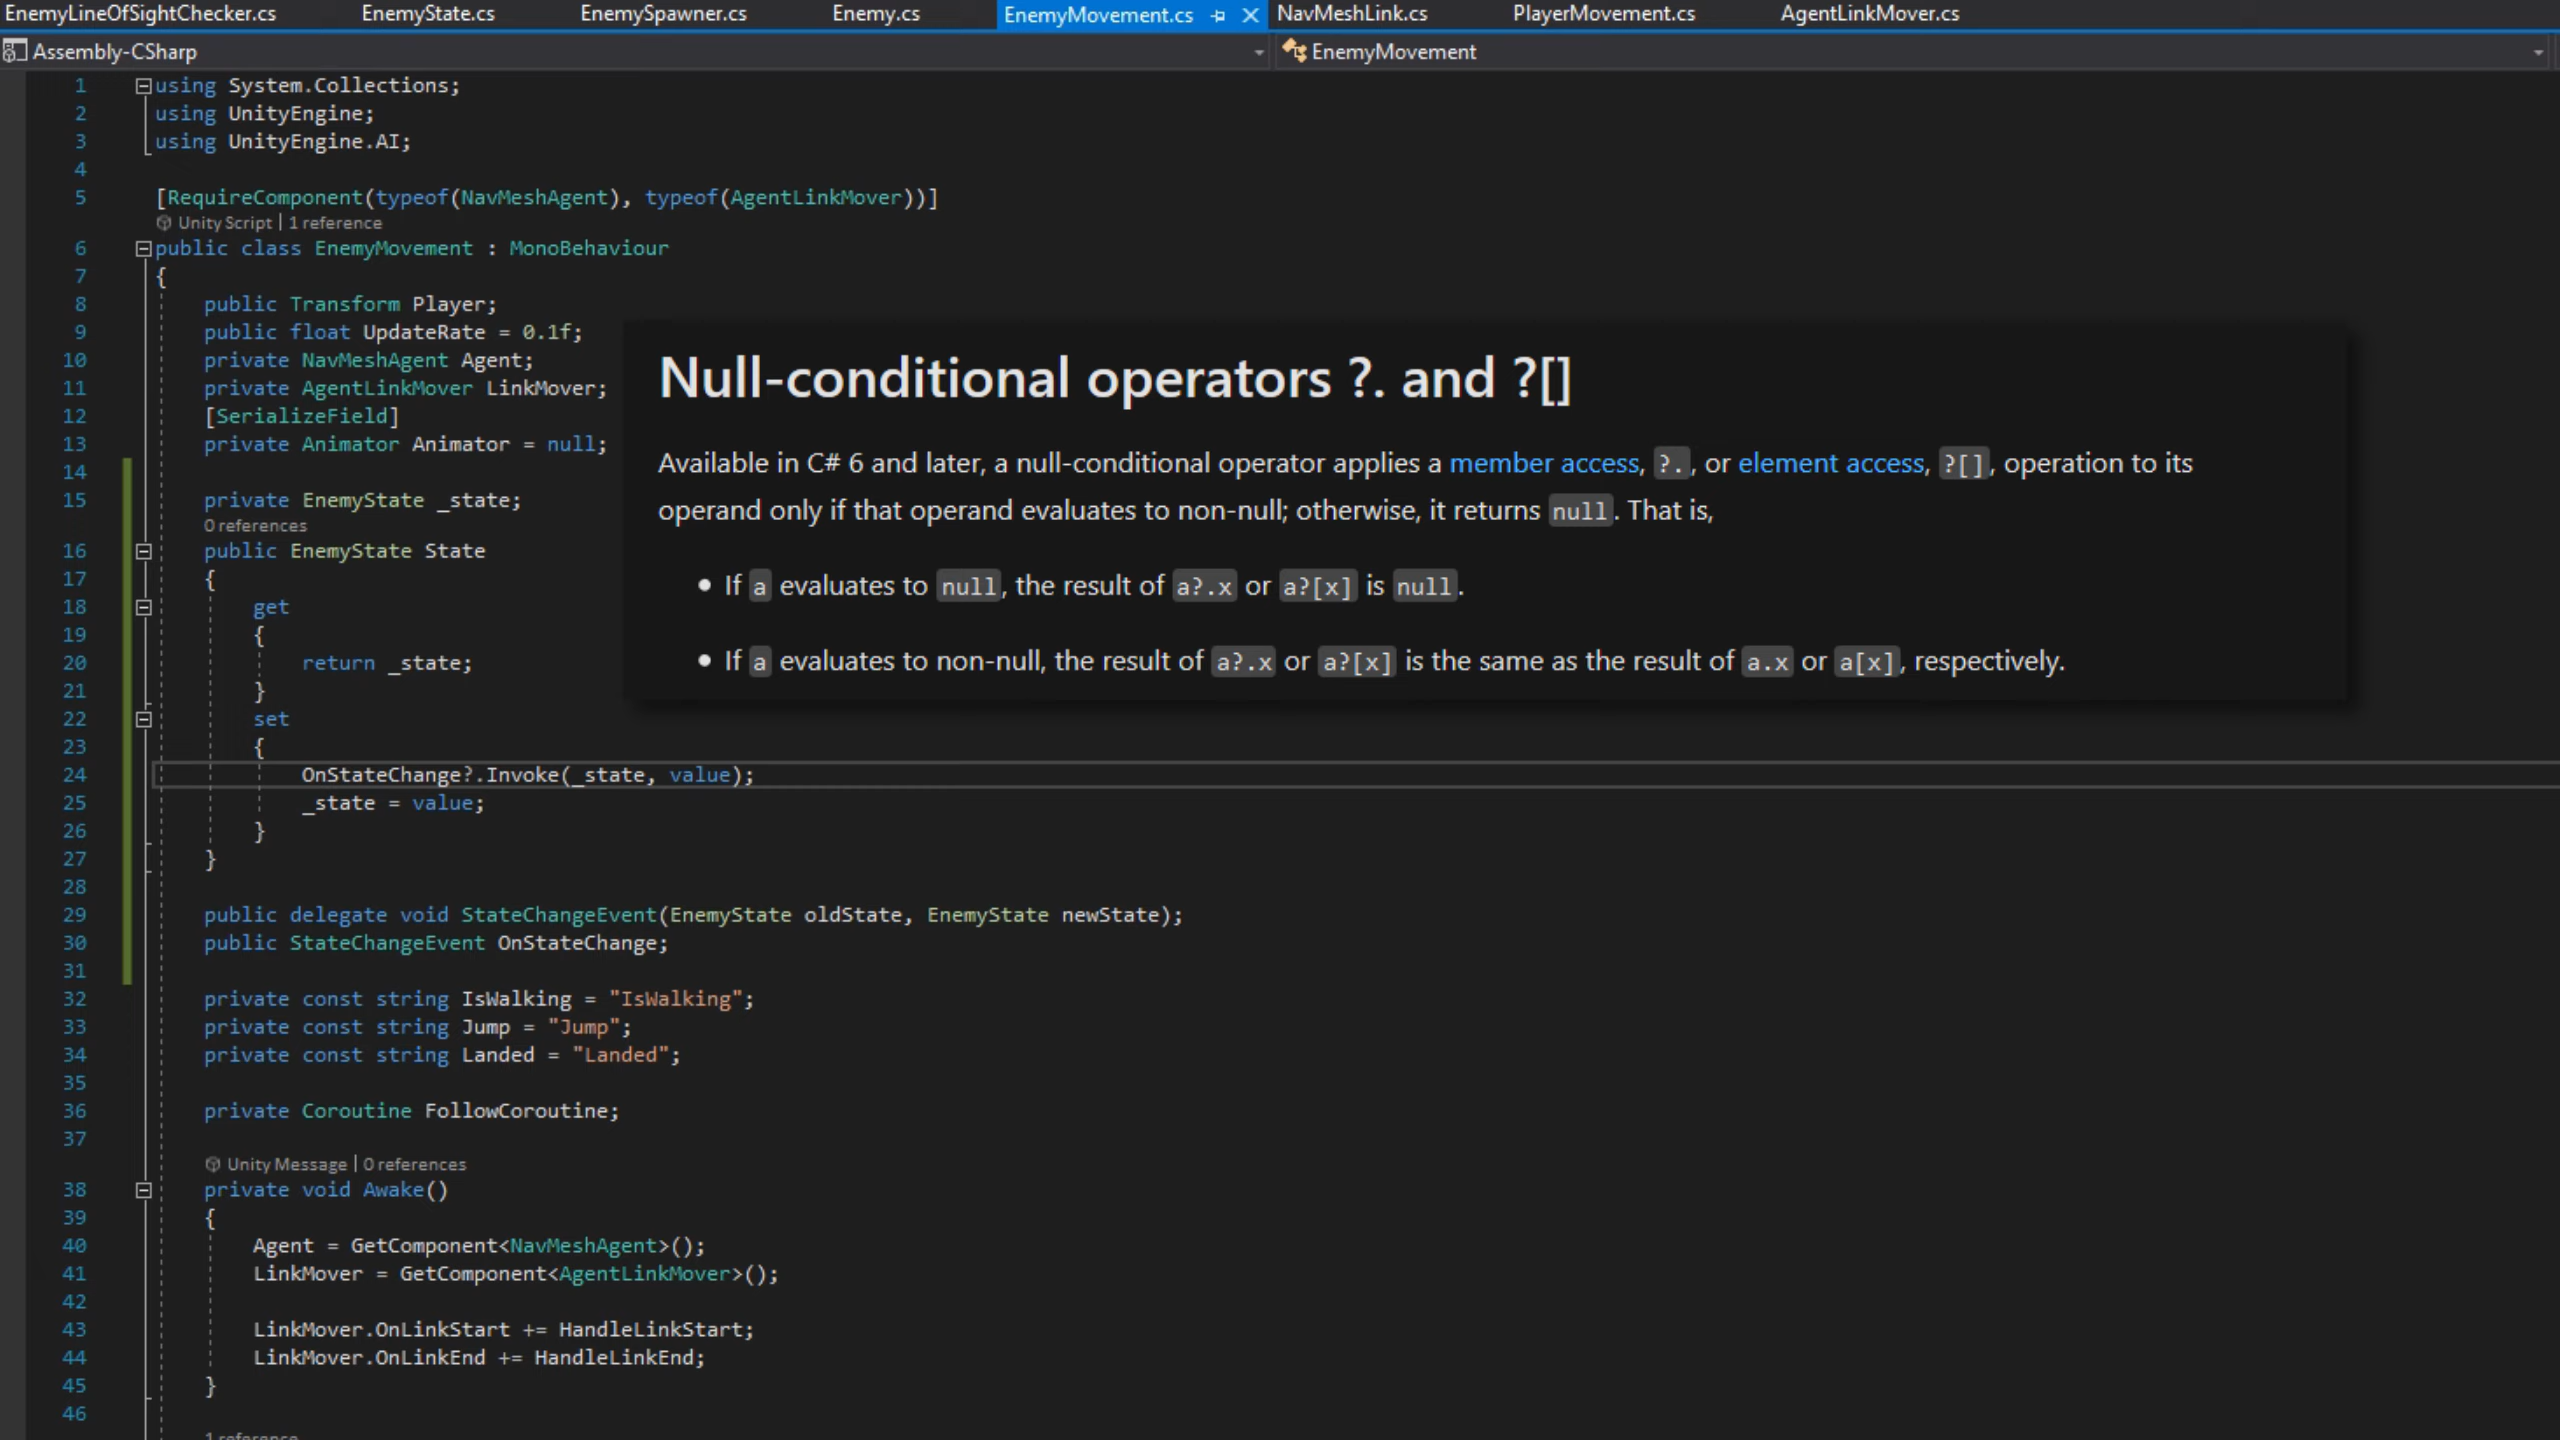 EnemyLineOfSightChecker.cs EnemyState.cs EnemySpawner.cs Enemy.cs EnemyMovement.cs NavMeshLink.cs PlayerMovement.cs AgentLinkMover.cs
Assembly-CSharp EnemyMovement
1 using System.Collections;
2 using UnityEngine;
3 using UnityEngine.AI;
4
5 [RequireComponent(typeof(NavMeshAgent), typeof(AgentLinkMover))]
Unity Script | 1 reference
6 public class EnemyMovement : MonoBehaviour
7 {
8 public Transform Player;
9 public float UpdateRate = 0.1f;
10 private NavMeshAgent Agent;
11 private AgentLinkMover LinkMover;
12 [SerializeField]
13 private Animator Animator = null;
14
15 private EnemyState _state;
0 references
16 public EnemyState State
17 {
18 get
19 {
20 return _state;
21 }
22 set
23 {
24 OnStateChange?.Invoke(_state, value);
25 _state = value;
26 }
27 }
28
29 public delegate void StateChangeEvent(EnemyState oldState, EnemyState newState);
30 public StateChangeEvent OnStateChange;
31
32 private const string IsWalking = "IsWalking";
33 private const string Jump = "Jump";
34 private const string Landed = "Landed";
35
36 private Coroutine FollowCoroutine;
37
Unity Message | 0 references
38 private void Awake()
39 {
40 Agent = GetComponent<NavMeshAgent>();
41 LinkMover = GetComponent<AgentLinkMover>();
42
43 LinkMover.OnLinkStart += HandleLinkStart;
44 LinkMover.OnLinkEnd += HandleLinkEnd;
45 }
46
1 reference
Null-conditional operators ?. and ?[]
Available in C# 6 and later, a null-conditional operator applies a member access, ?., or element access, ?[], operation to its
operand only if that operand evaluates to non-null; otherwise, it returns null. That is,
• If a evaluates to null, the result of a?.x or a?[x] is null.
• If a evaluates to non-null, the result of a?.x or a?[x] is the same as the result of a.x or a[x], respectively.